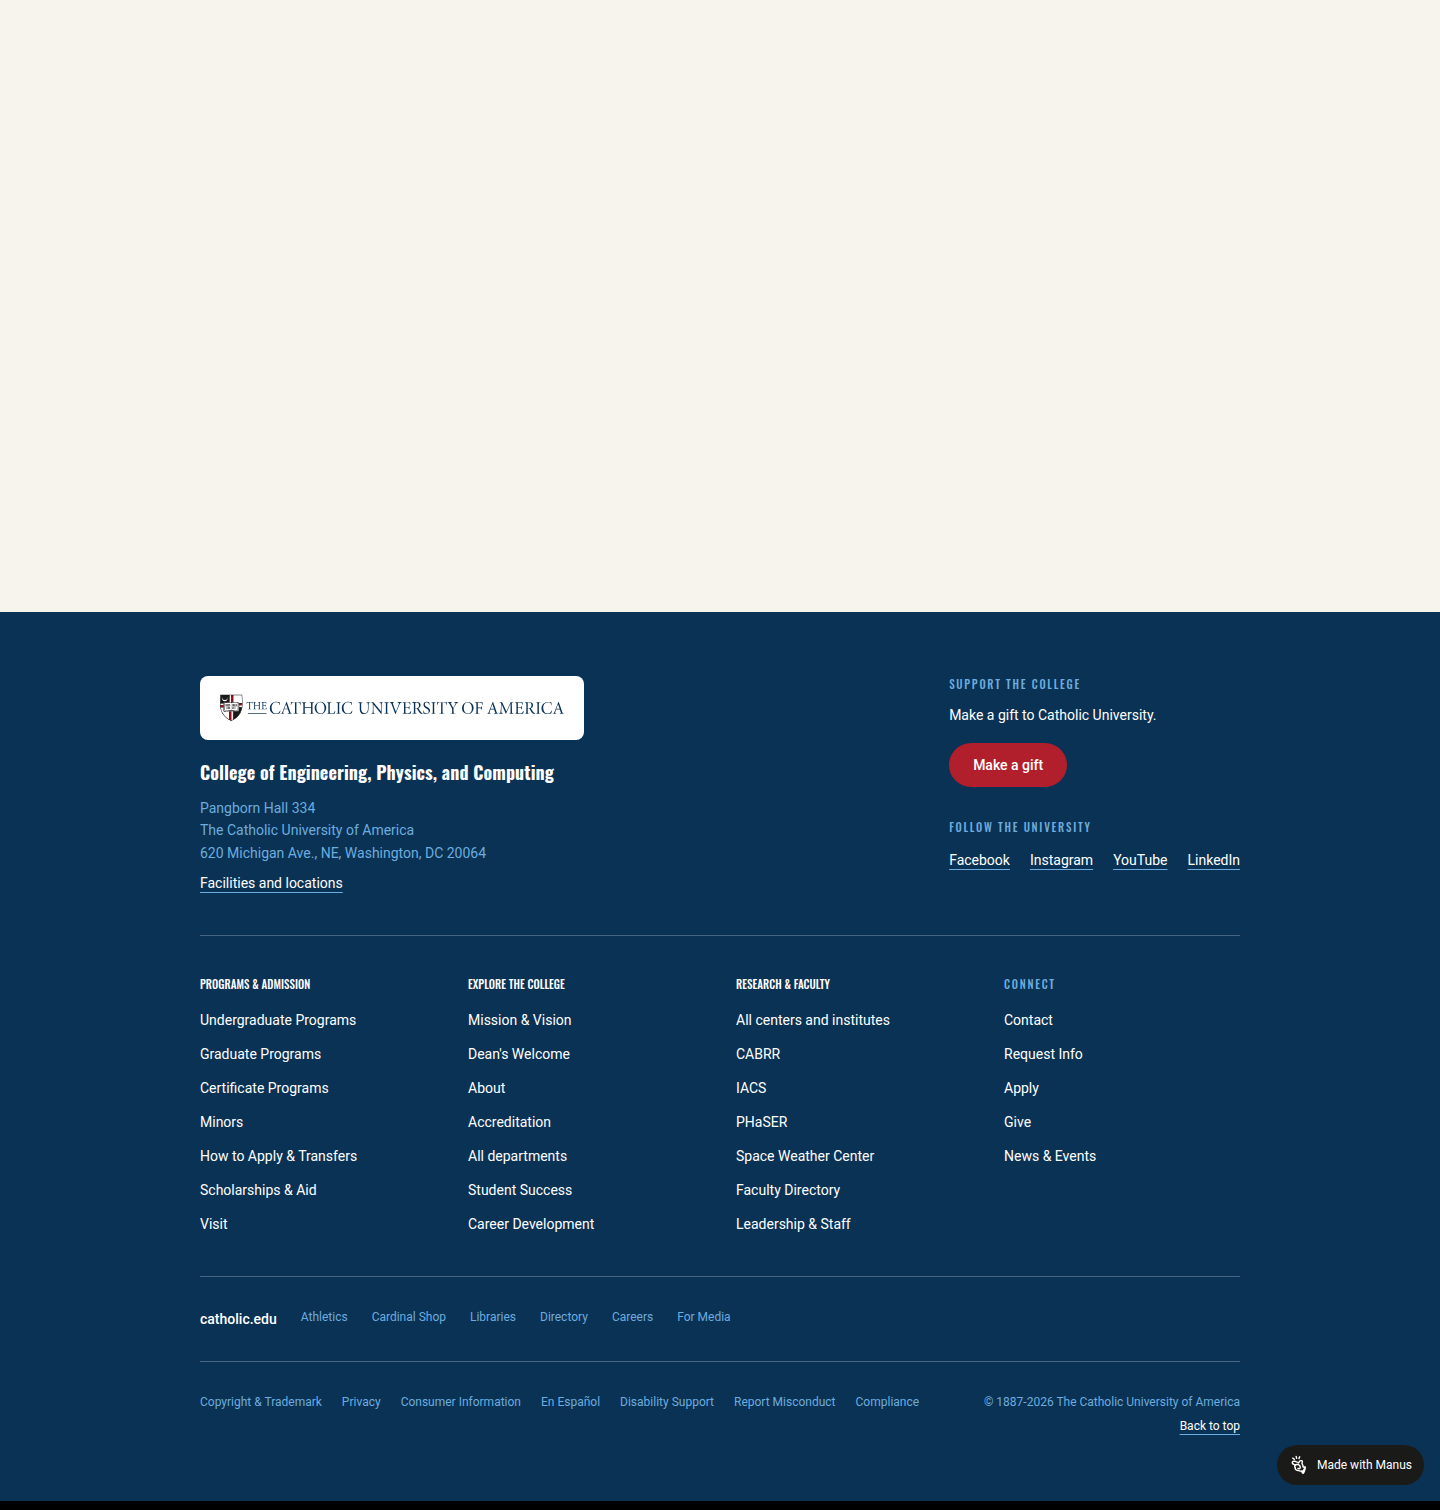 THE CATHOLIC UNIVERSITY OF AMERICA
College of Engineering, Physics, and Computing
Pangborn Hall 334
The Catholic University of America
620 Michigan Ave., NE, Washington, DC 20064
Facilities and locations
SUPPORT THE COLLEGE
Make a gift to Catholic University.
Make a gift
FOLLOW THE UNIVERSITY
Facebook Instagram YouTube LinkedIn
PROGRAMS & ADMISSION
Undergraduate Programs
Graduate Programs
Certificate Programs
Minors
How to Apply & Transfers
Scholarships & Aid
Visit
EXPLORE THE COLLEGE
Mission & Vision
Dean's Welcome
About
Accreditation
All departments
Student Success
Career Development
RESEARCH & FACULTY
All centers and institutes
CABRR
IACS
PHaSER
Space Weather Center
Faculty Directory
Leadership & Staff
CONNECT
Contact
Request Info
Apply
Give
News & Events
catholic.edu Athletics Cardinal Shop Libraries Directory Careers For Media
Copyright & Trademark Privacy Consumer Information En Español Disability Support Report Misconduct Compliance
© 1887-2026 The Catholic University of America
Back to top
Made with Manus